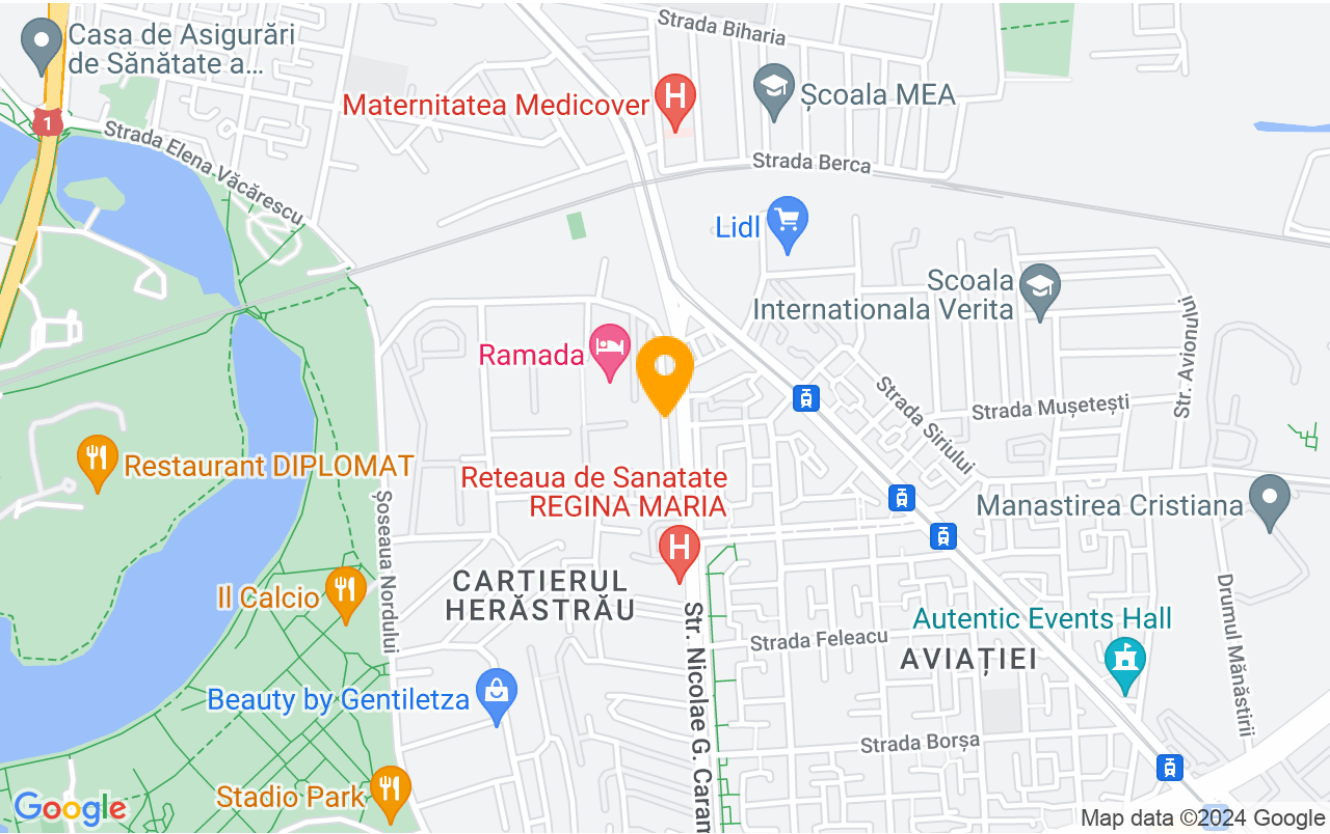 Strada Biharia
Casa de Asigurări
de Sănătate a...
Maternitatea Medicover
H
Școala MEA
1
Strada Elena Văcărescu
Strada Berca
Lidl
Scoala
Internationala Verita
Str. Avionului
Ramada
Strada Mușetești
Strada Siriului
Restaurant DIPLOMAT
Reteaua de Sanatate
REGINA MARIA
H
Manastirea Cristiana
Șoseaua Nordului
CARTIERUL
HERĂSTRĂU
Il Calcio
Str. Nicolae G. Caram
Drumul Mănăstirii
Autentic Events Hall
Strada Feleacu
AVIAȚIEI
Beauty by Gentiletza
Strada Borșa
Stadio Park
Google
Map data ©2024 Google